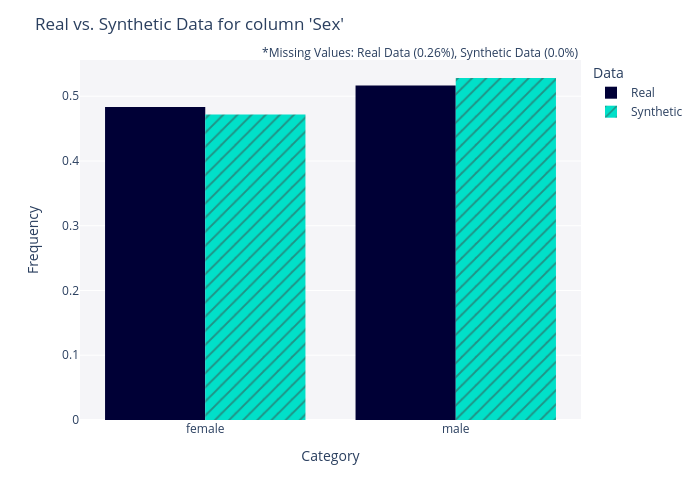 Real vs. Synthetic Data for column 'Sex'
*Missing Values: Real Data (0.26%), Synthetic Data (0.0%)
Data
Real
Synthetic
Frequency
0.5
0.4
0.3
0.2
0.1
0
female
male
Category